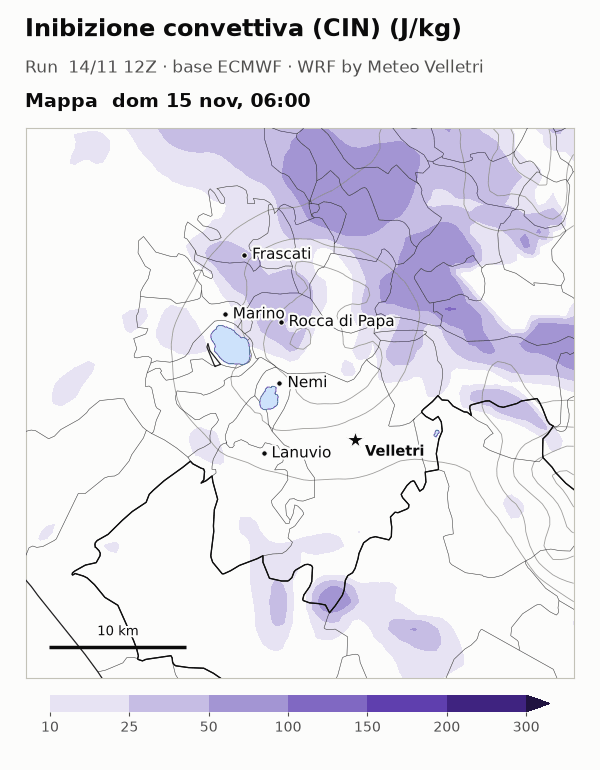 Inibizione convettiva (CIN) (J/kg)
Run 14/11 12Z · base ECMWF · WRF by Meteo Velletri
Mappa dom 15 nov, 06:00
Frascati
Marino
Rocca di Papa
Nemi
Velletri
Lanuvio
10 km
10 25 50 100 150 200 300